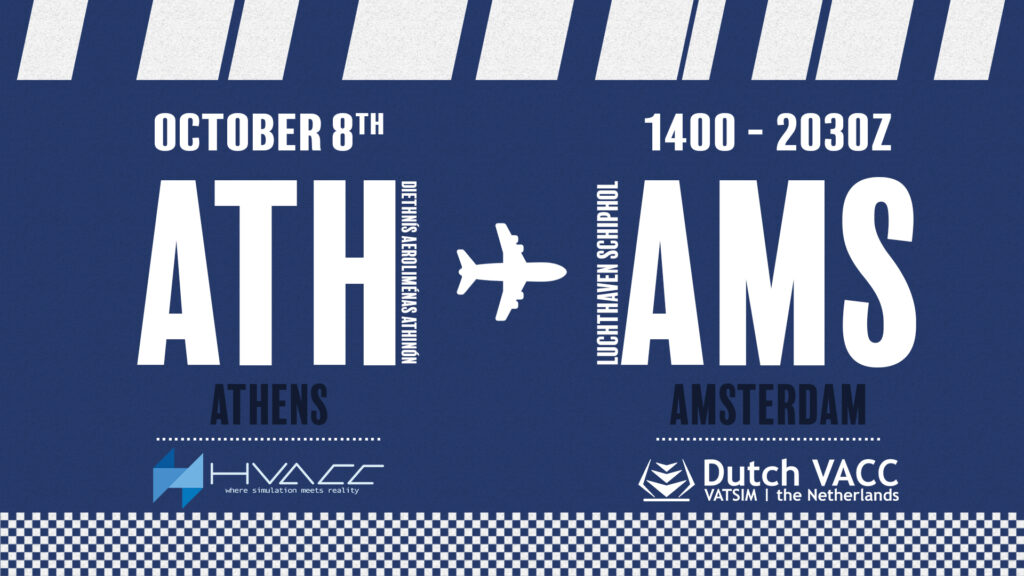 OCTOBER 8TH
1400 - 2030Z
ATH
DIETHNÍS AEROLIMÉNAS ATHINÓN
LUCHTHAVEN SCHIPHOL
AMS
ATHENS
AMSTERDAM
HVACC
where simulation meets reality
Dutch VACC
VATSIM | the Netherlands